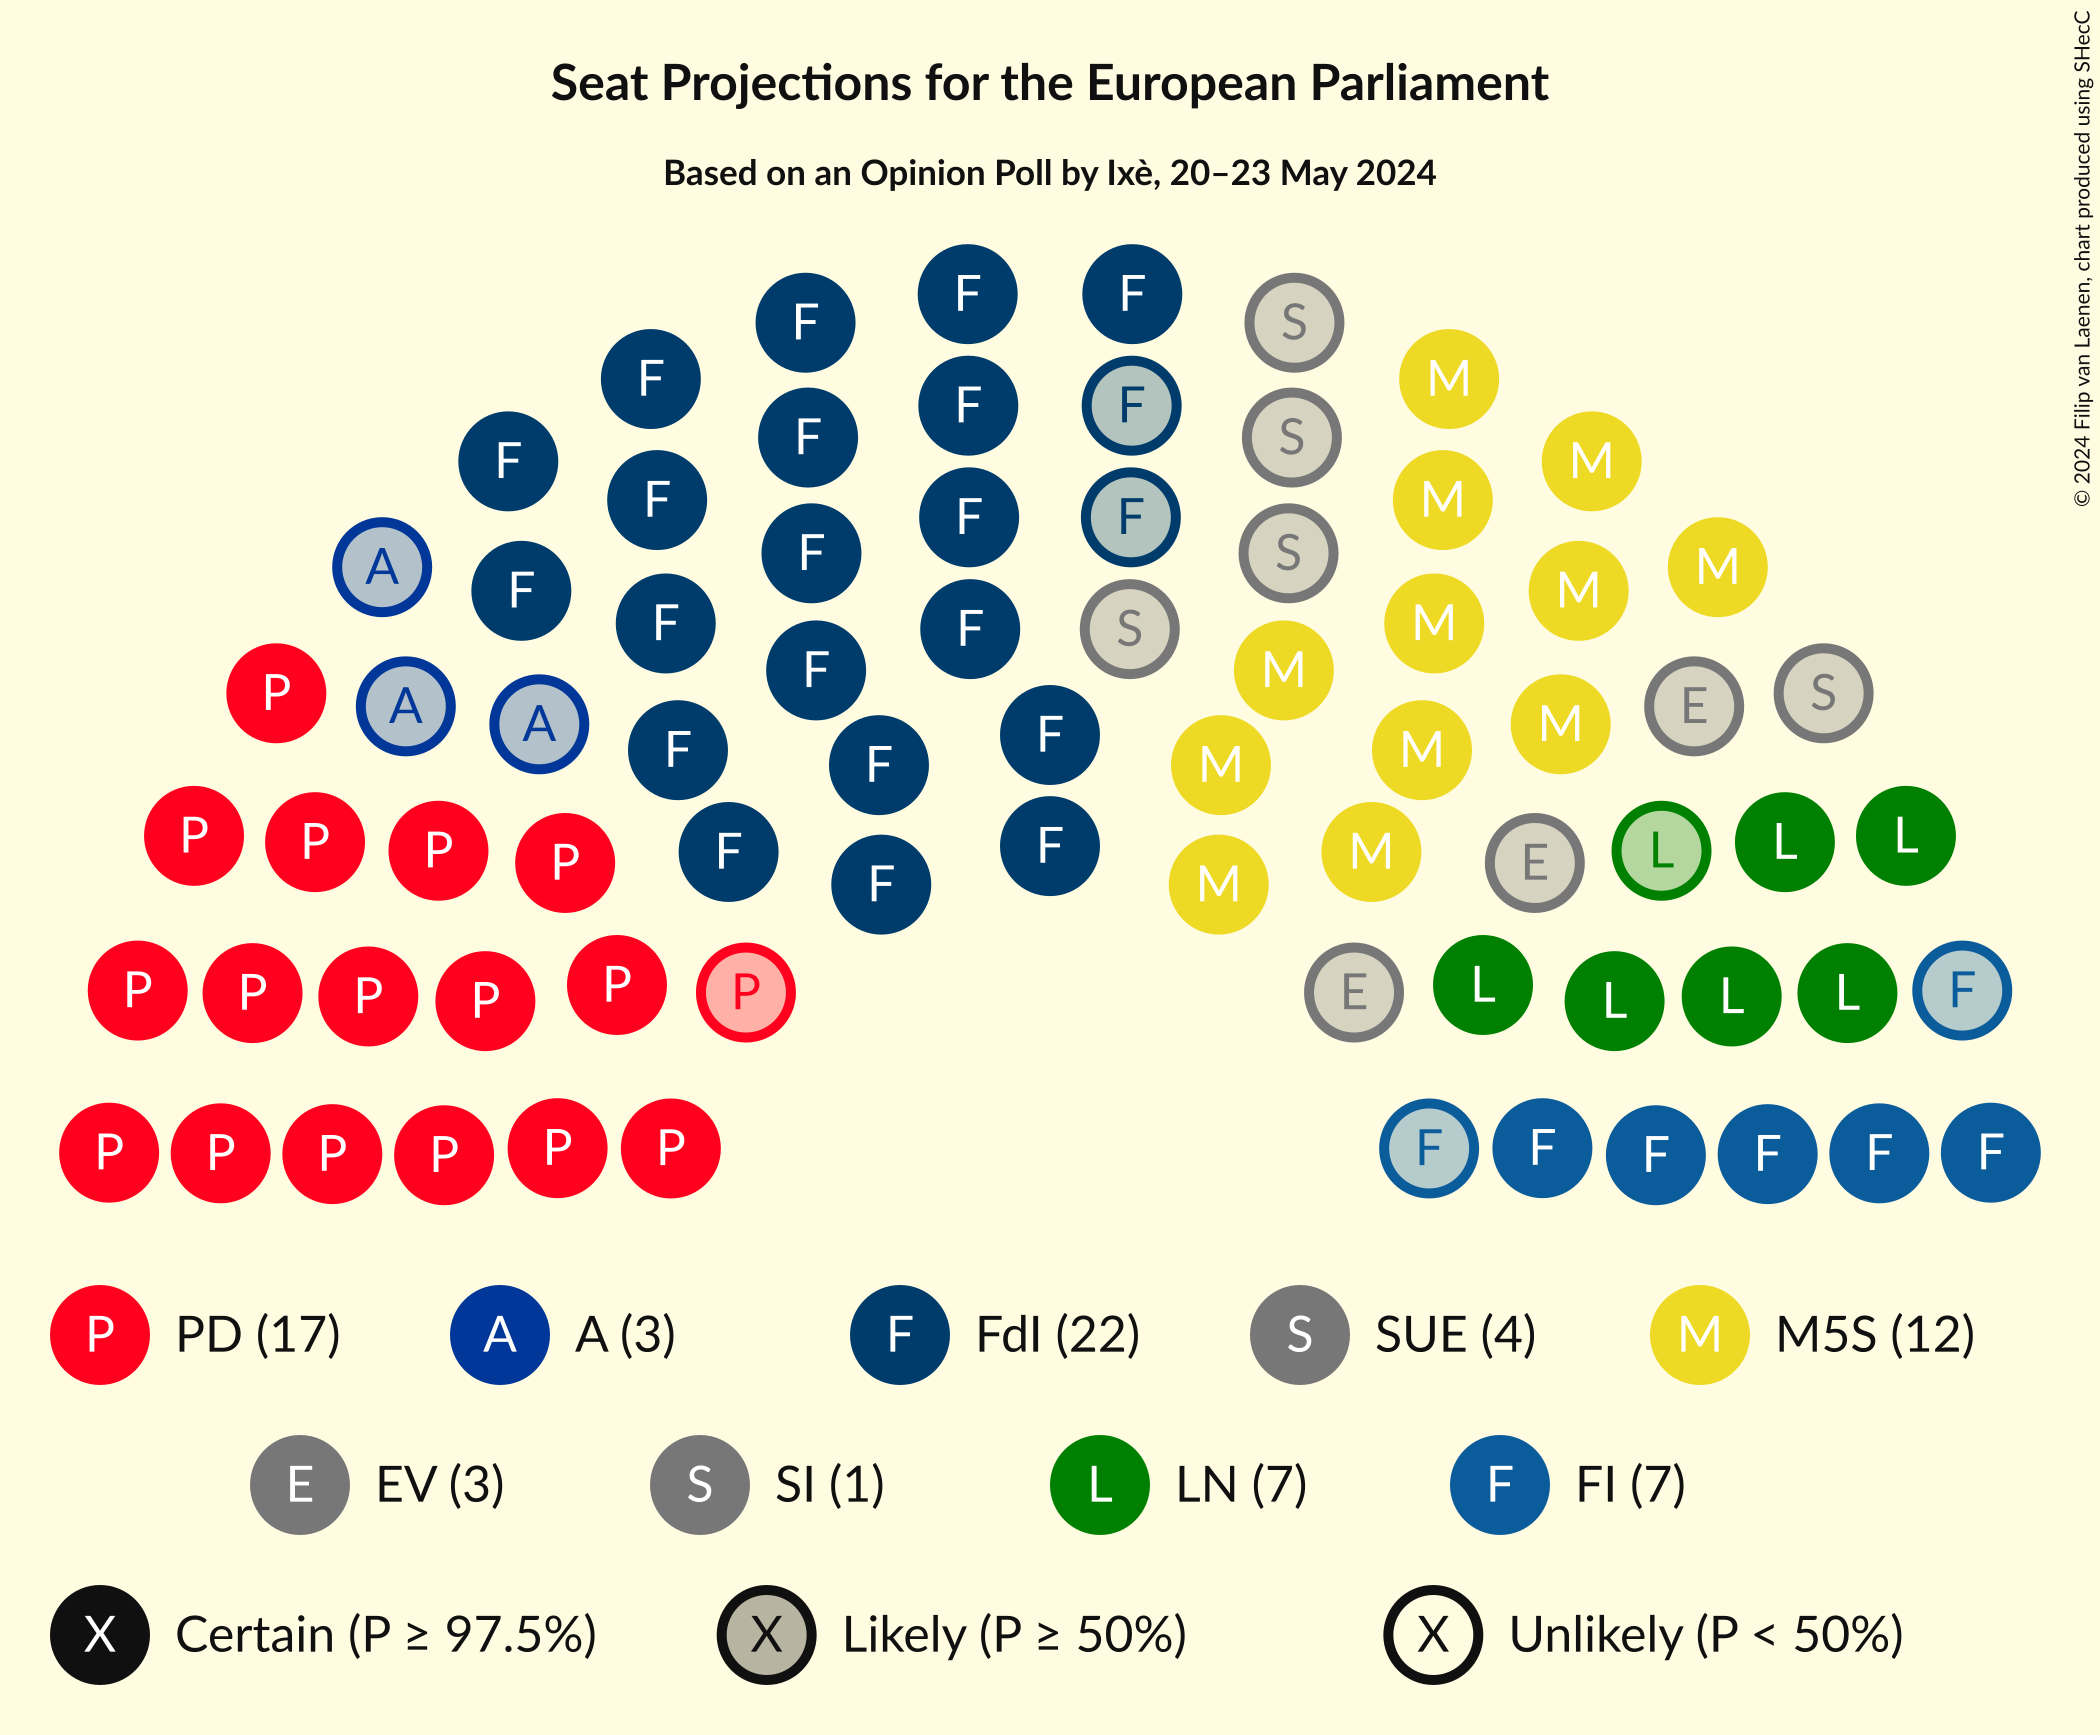 Seat Projections for the European Parliament
Based on an Opinion Poll by Ixè, 20–23 May 2024
© 2024 Filip van Laenen, chart produced using SHecC
F F
F S
F M
F F
F S
F M
F F
F M
F M
F F
F S
A M
F M
F M
F S
F M
P S
A E
A M
F M
F
F M
P L
P L
P L
P E
F M
F
F M
P F
P L
P L
P L
P L
P E
P F
P F
P F
P F
P F
P F
P PD (17) A A (3) F FdI (22) S SUE (4) M M5S (12)
E EV (3) S SI (1) L LN (7) F FI (7)
X Certain (P ≥ 97.5%) X Likely (P ≥ 50%) X Unlikely (P < 50%)